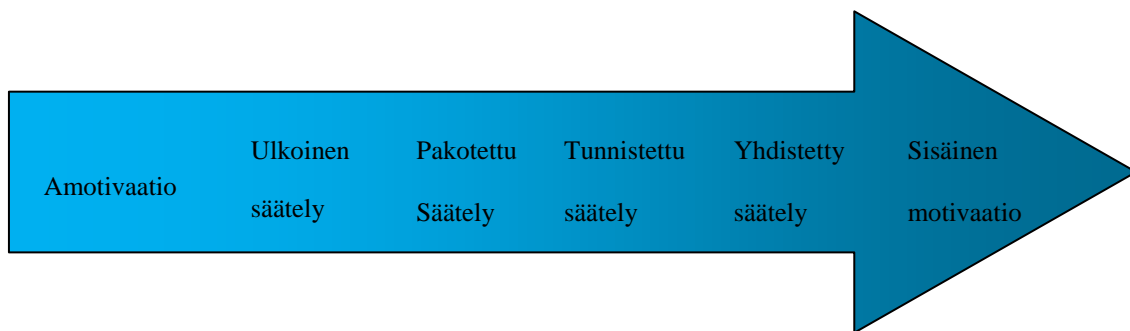 Amotivaatio
Ulkoinen
säätely
Pakotettu
Säätely
Tunnistettu
säätely
Yhdistetty
säätely
Sisäinen
motivaatio